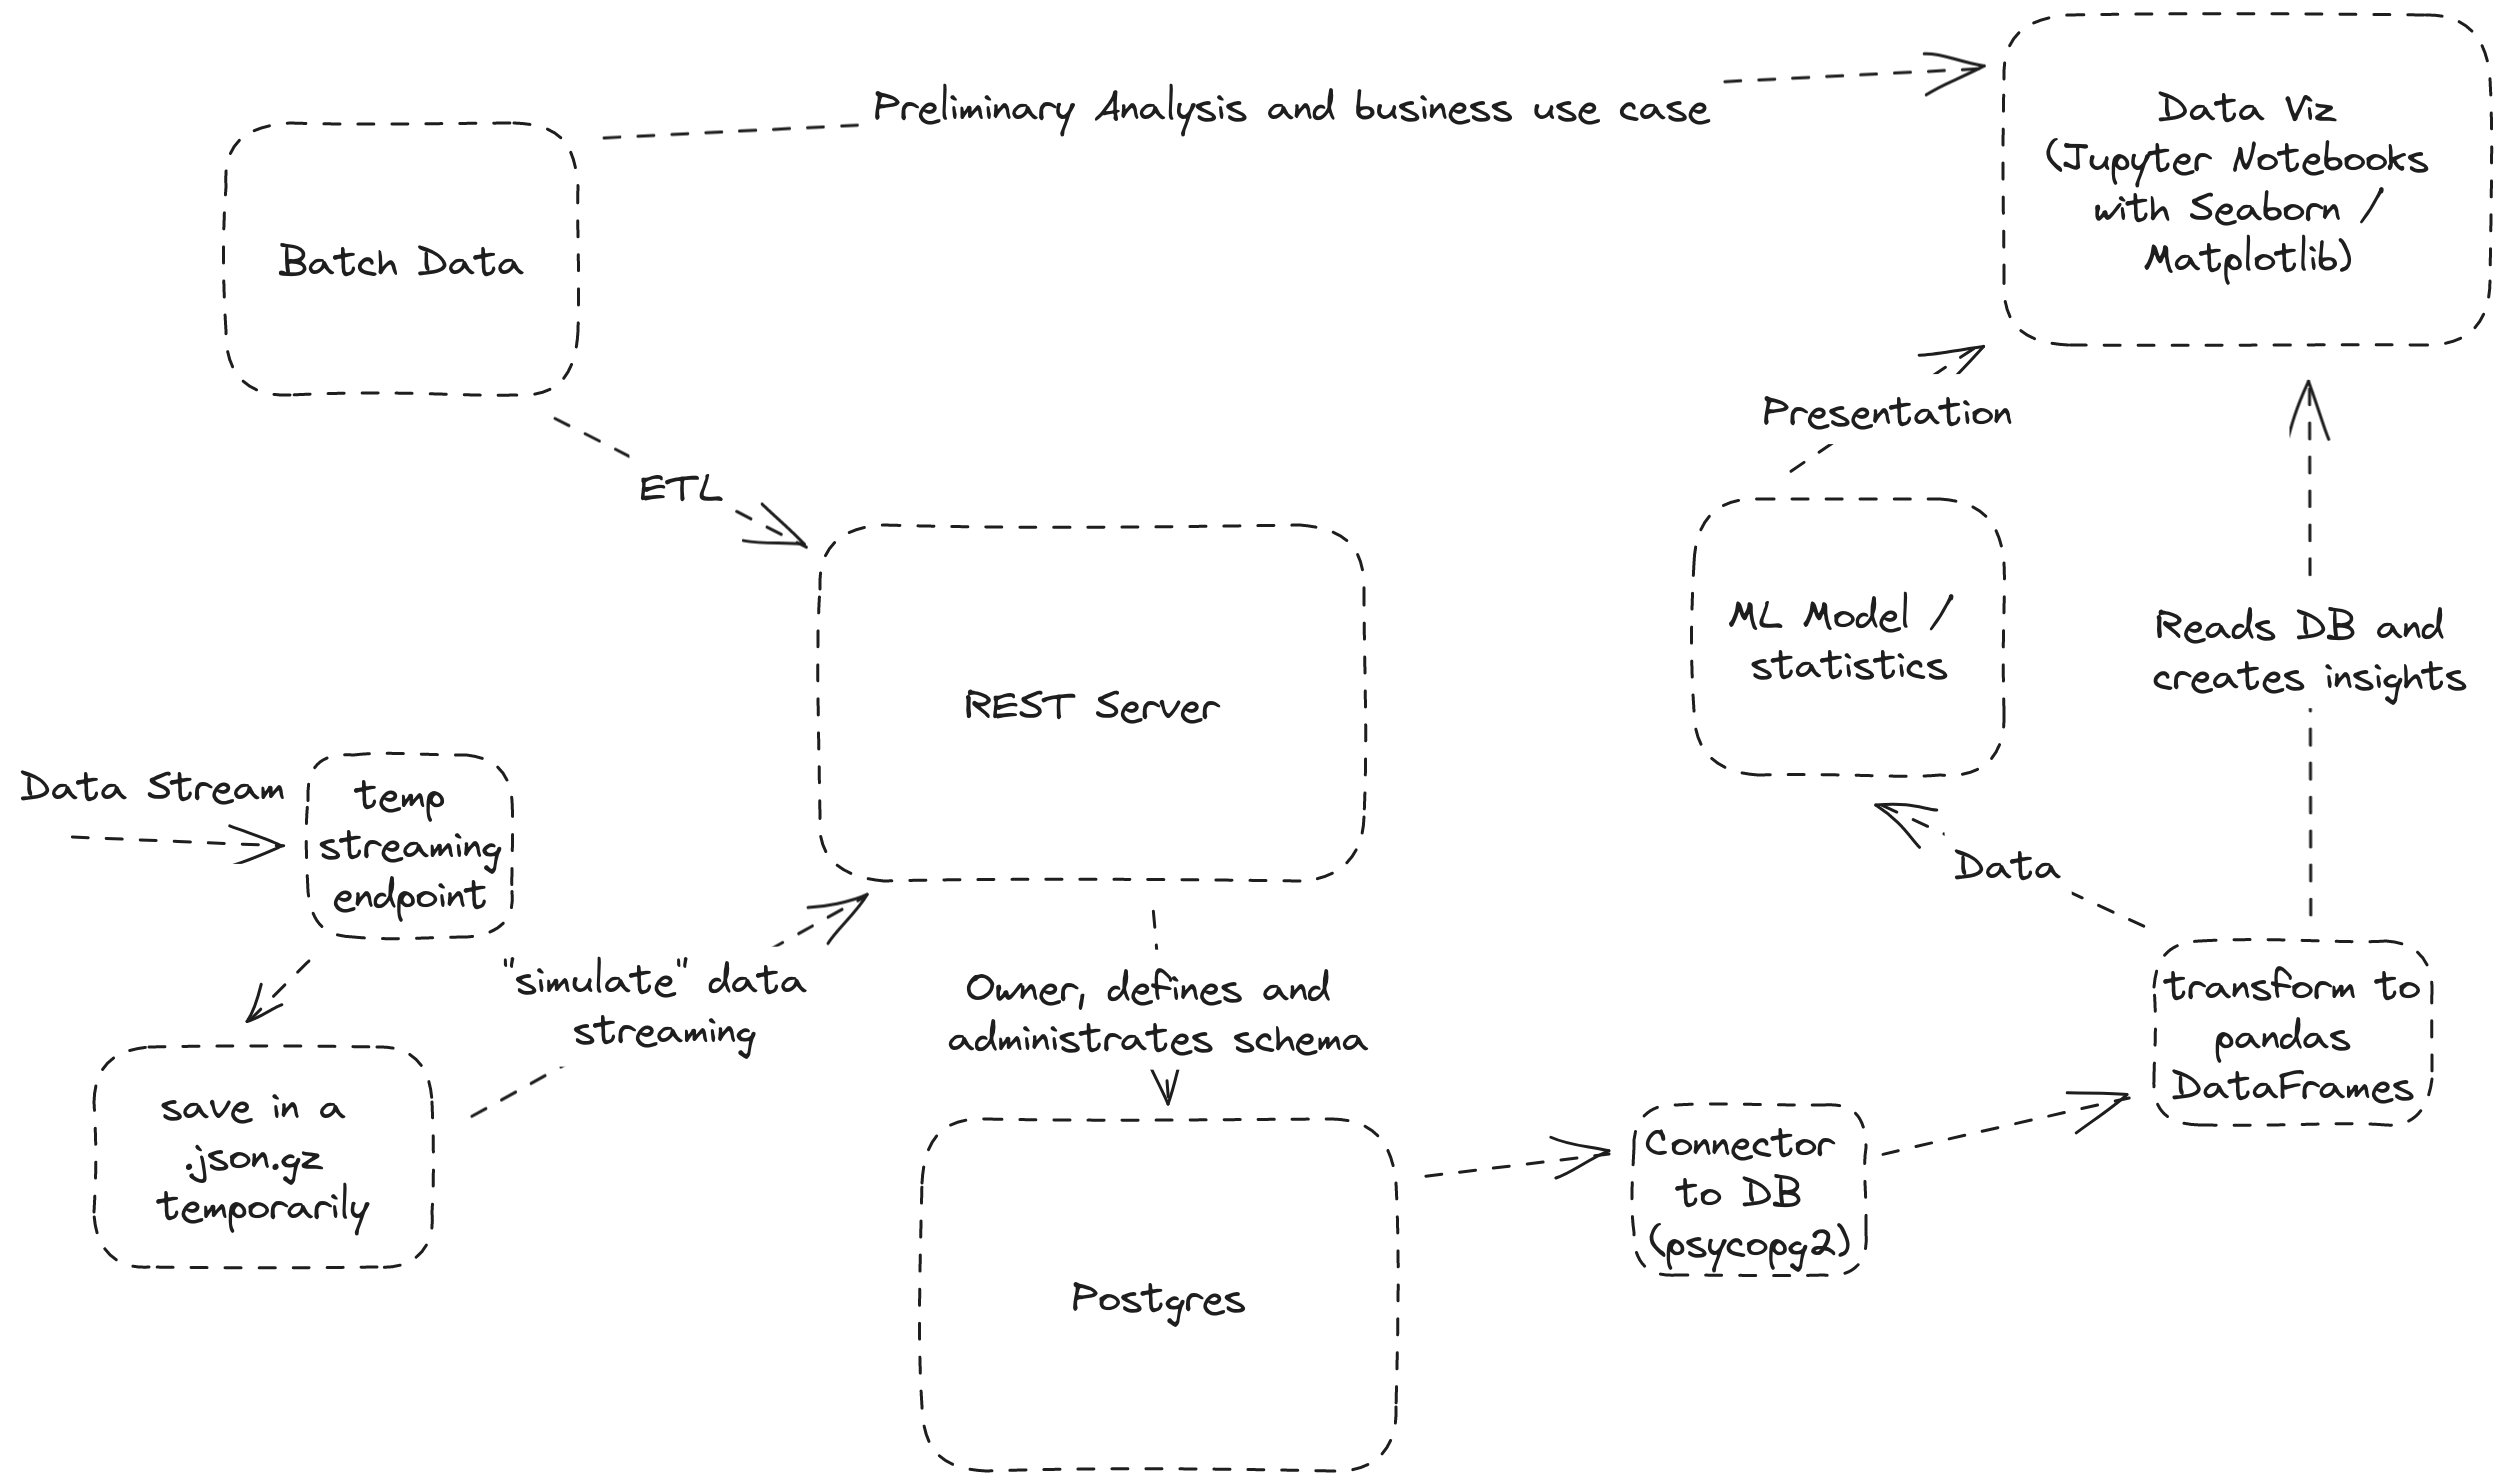 Preliminary Analysis and business use case
Data Viz
(Jupyter Notebooks
with Seaborn /
Matplotlib)
Batch Data
ETL
Presentation
REST Server
ML Model /
statistics
Reads DB and
creates insights
Data Stream
temp
streaming
endpoint
Data
"simulate" data
streaming
Owner, defines and
administrates schema
transform to
pandas
DataFrames
save in a
.json.gz
temporarily
Connector
to DB
(psycopg2)
Postgres